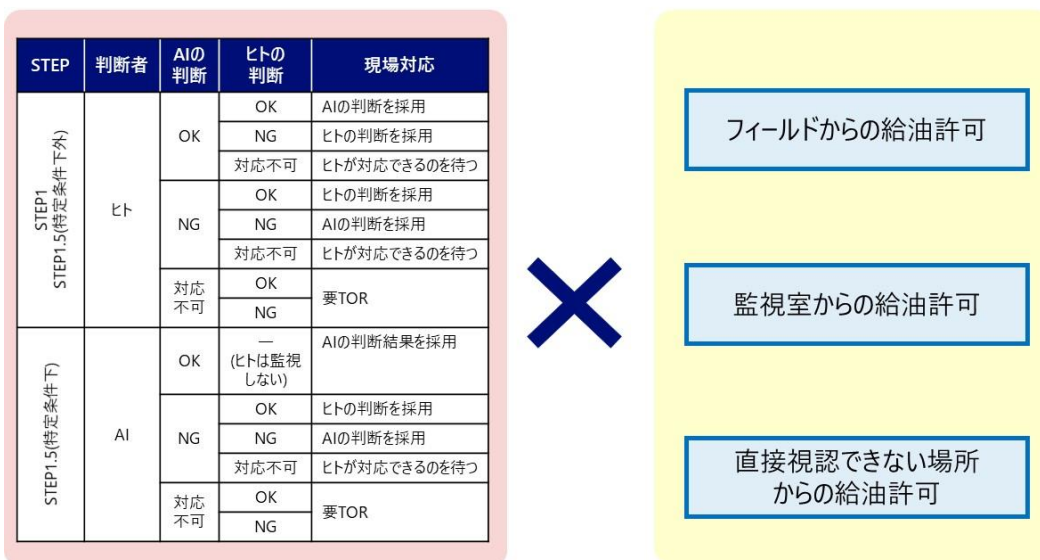 STEP
判断者
AIの
判断
ヒトの
判断
現場対応
STEP1
STEP1.5(特定条件下外)
ヒト
OK
OK
AIの判断を採用
NG
ヒトの判断を採用
対応不可
ヒトが対応できるのを待つ
NG
OK
ヒトの判断を採用
NG
AIの判断を採用
対応不可
ヒトが対応できるのを待つ
対応
不可
OK
NG
要TOR
STEP1.5(特定条件下)
AI
OK
―
(ヒトは監視
しない)
AIの判断結果を採用
NG
OK
ヒトの判断を採用
NG
AIの判断を採用
対応不可
ヒトが対応できるのを待つ
対応
不可
OK
NG
要TOR
フィールドからの給油許可
監視室からの給油許可
直接視認できない場所
からの給油許可